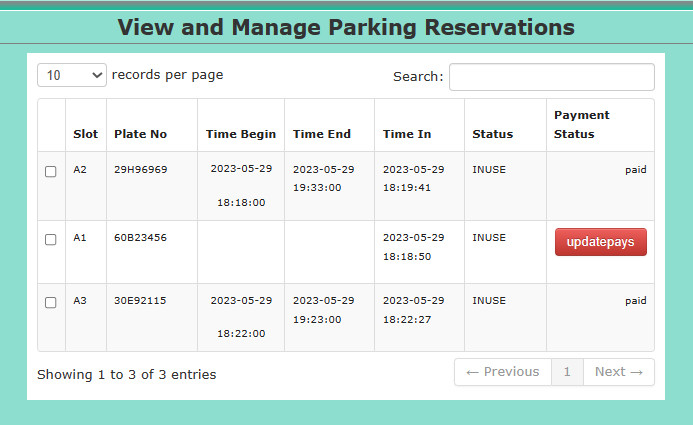 View and Manage Parking Reservations
10 records per page Search:
Slot Plate No Time Begin Time End Time In Status Payment Status
A2 29H96969 2023-05-29 18:18:00 2023-05-29 19:33:00 2023-05-29 18:19:41 INUSE paid
A1 60B23456 2023-05-29 18:18:50 INUSE updatepays
A3 30E92115 2023-05-29 18:22:00 2023-05-29 19:23:00 2023-05-29 18:22:27 INUSE paid
Showing 1 to 3 of 3 entries ← Previous 1 Next →